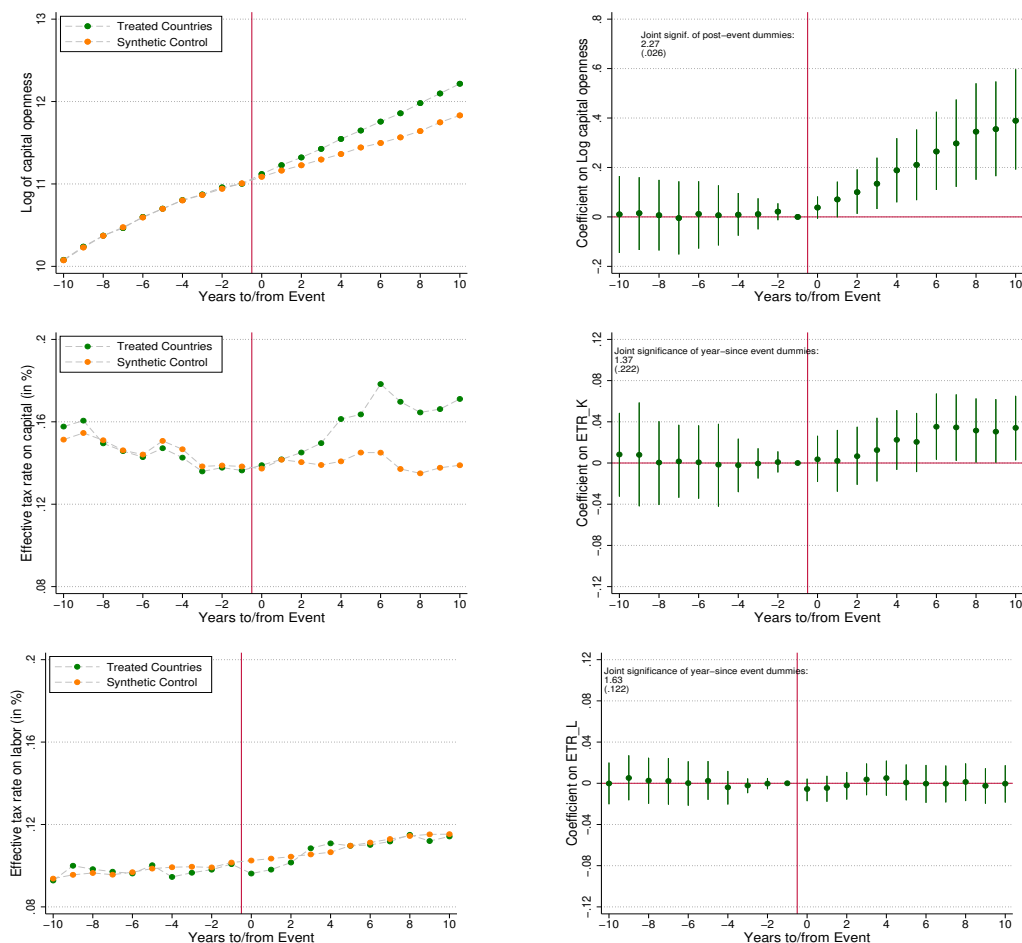 Treated Countries
Synthetic Control
Log of capital openness
13
12
11
10
−10 −8 −6 −4 −2 0 2 4 6 8 10
Years to/from Event
Joint signif. of post−event dummies:
2.27
(.026)
Coefficient on Log capital openness
.8
.6
.4
.2
0
−.2
−10 −8 −6 −4 −2 0 2 4 6 8 10
Years to/from Event
Treated Countries
Synthetic Control
Effective tax rate on capital (in %)
.2
.16
.12
.08
−10 −8 −6 −4 −2 0 2 4 6 8 10
Years to/from Event
Joint significance of year−since event dummies:
1.37
(.222)
Coefficient on ETR_K
.12
.08
.04
0
−.04
−.08
−.12
−10 −8 −6 −4 −2 0 2 4 6 8 10
Years to/from Event
Treated Countries
Synthetic Control
Effective tax rate on labor (in %)
.2
.16
.12
.08
−10 −8 −6 −4 −2 0 2 4 6 8 10
Years to/from Event
Joint significance of year−since event dummies:
1.63
(.122)
Coefficient on ETR_L
.12
.08
.04
0
−.04
−.08
−.12
−10 −8 −6 −4 −2 0 2 4 6 8 10
Years to/from Event